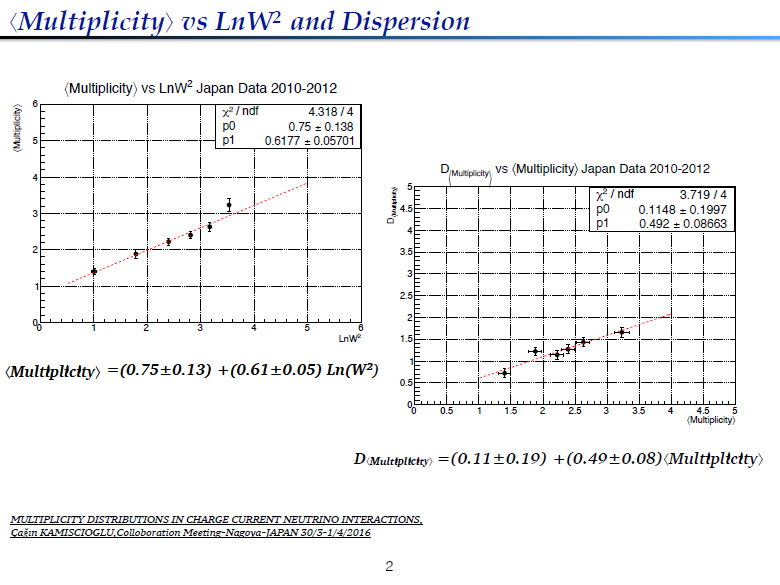 ⟨Multiplicity⟩ vs LnW² and Dispersion
⟨Multiplicity⟩ vs LnW² Japan Data 2010-2012
χ² / ndf 4.318 / 4
p0 0.75 ± 0.138
p1 0.6177 ± 0.05701
⟨Multiplicity⟩
6
5
4
3
2
1
0
0 1 2 3 4 5 6
LnW²
⟨Multiplicity⟩ =(0.75±0.13) +(0.61±0.05) Ln(W²)
D⟨Multiplicity⟩ vs ⟨Multiplicity⟩ Japan Data 2010-2012
χ² / ndf 3.719 / 4
p0 0.1148 ± 0.1997
p1 0.492 ± 0.08663
D⟨Multiplicity⟩
5
4.5
4
3.5
3
2.5
2
1.5
1
0.5
0
0 0.5 1 1.5 2 2.5 3 3.5 4 4.5 5
⟨Multiplicity⟩
D⟨Multiplicity⟩ =(0.11±0.19) +(0.49±0.08)⟨Multiplicity⟩
MULTIPLICITY DISTRIBUTIONS IN CHARGE CURRENT NEUTRINO INTERACTIONS,
Çağın KAMISCIOGLU,Colloboration Meeting-Nagoya-JAPAN 30/3-1/4/2016
2